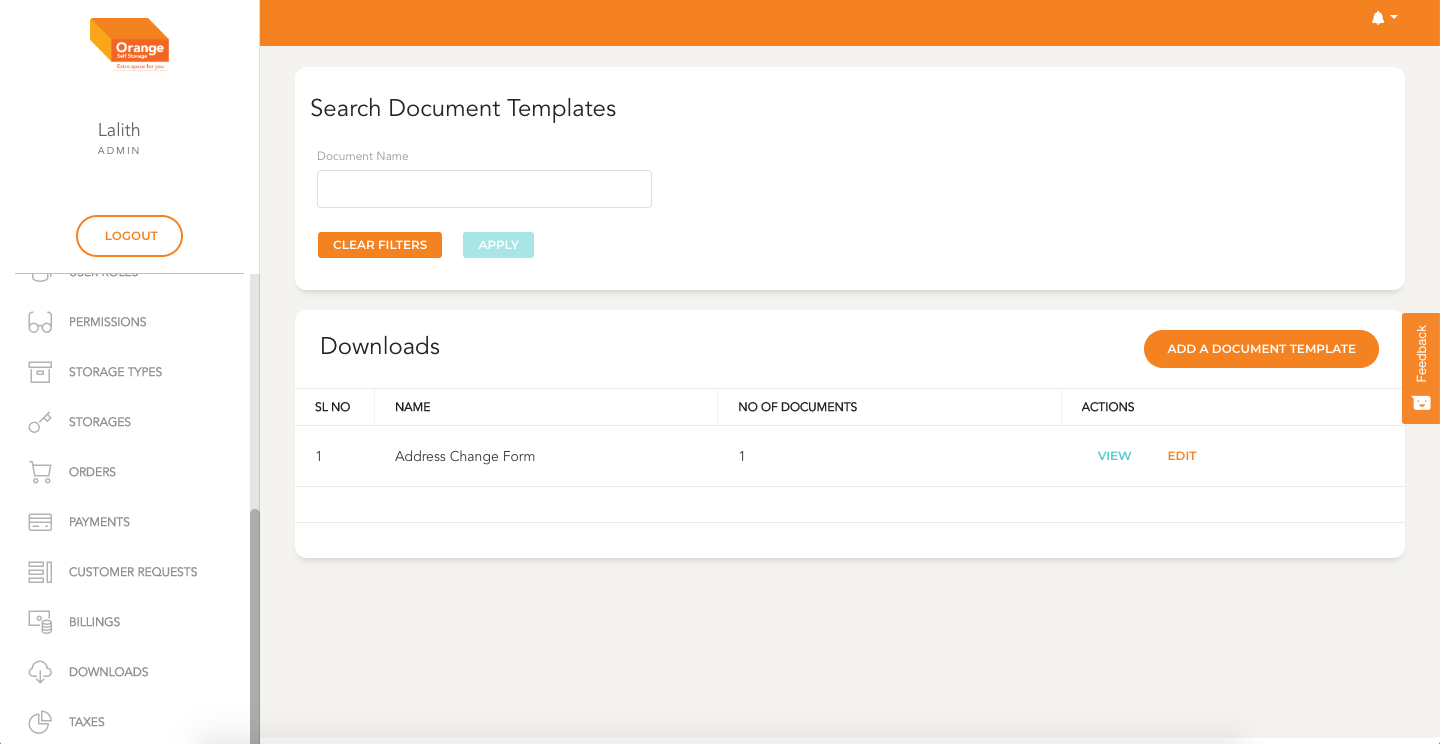 Orange
Self Storage
Extra space for you
Lalith
ADMIN
LOGOUT
USER ROLES
PERMISSIONS
STORAGE TYPES
STORAGES
ORDERS
PAYMENTS
CUSTOMER REQUESTS
BILLINGS
DOWNLOADS
TAXES
Search Document Templates
Document Name
CLEAR FILTERS APPLY
Downloads
ADD A DOCUMENT TEMPLATE
SL NO NAME NO OF DOCUMENTS ACTIONS
1 Address Change Form 1 VIEW EDIT
Feedback